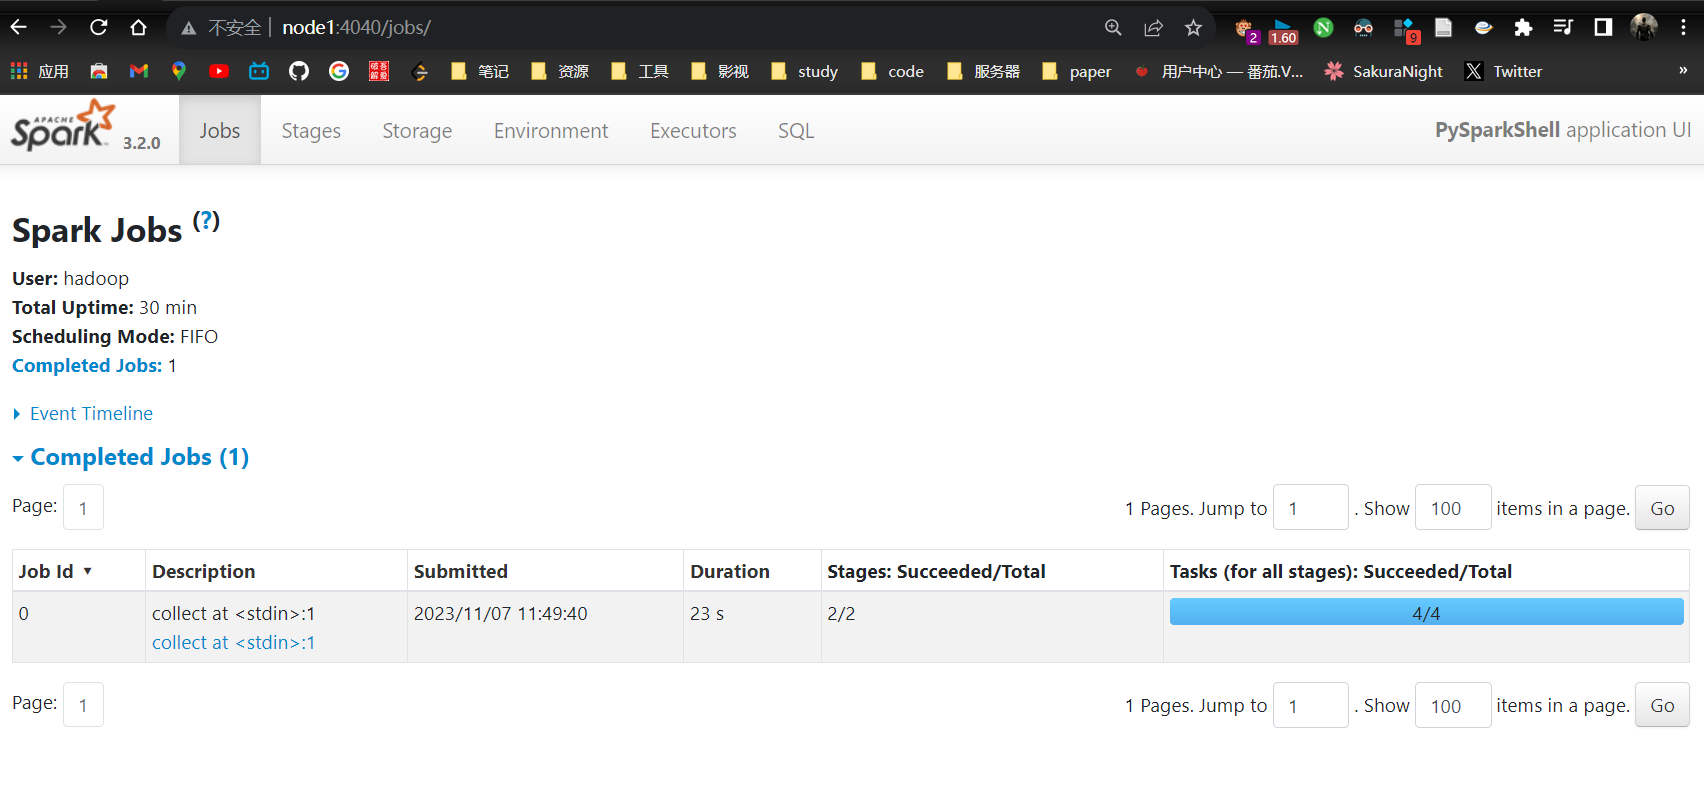 不安全 node1:4040/jobs/
2 1.60 N 9
应用 破吾解爱 笔记 资源 工具 影视 study code 服务器 paper 用户中心 — 番茄.V... SakuraNight X Twitter »
APACHE Spark 3.2.0 Jobs Stages Storage Environment Executors SQL PySparkShell application UI
Spark Jobs (?)
User: hadoop
Total Uptime: 30 min
Scheduling Mode: FIFO
Completed Jobs: 1
Event Timeline
Completed Jobs (1)
Page: 1 1 Pages. Jump to 1 . Show 100 items in a page. Go
Job Id ▼ Description Submitted Duration Stages: Succeeded/Total Tasks (for all stages): Succeeded/Total
0 collect at <stdin>:1 2023/11/07 11:49:40 23 s 2/2 4/4
collect at <stdin>:1
Page: 1 1 Pages. Jump to 1 . Show 100 items in a page. Go